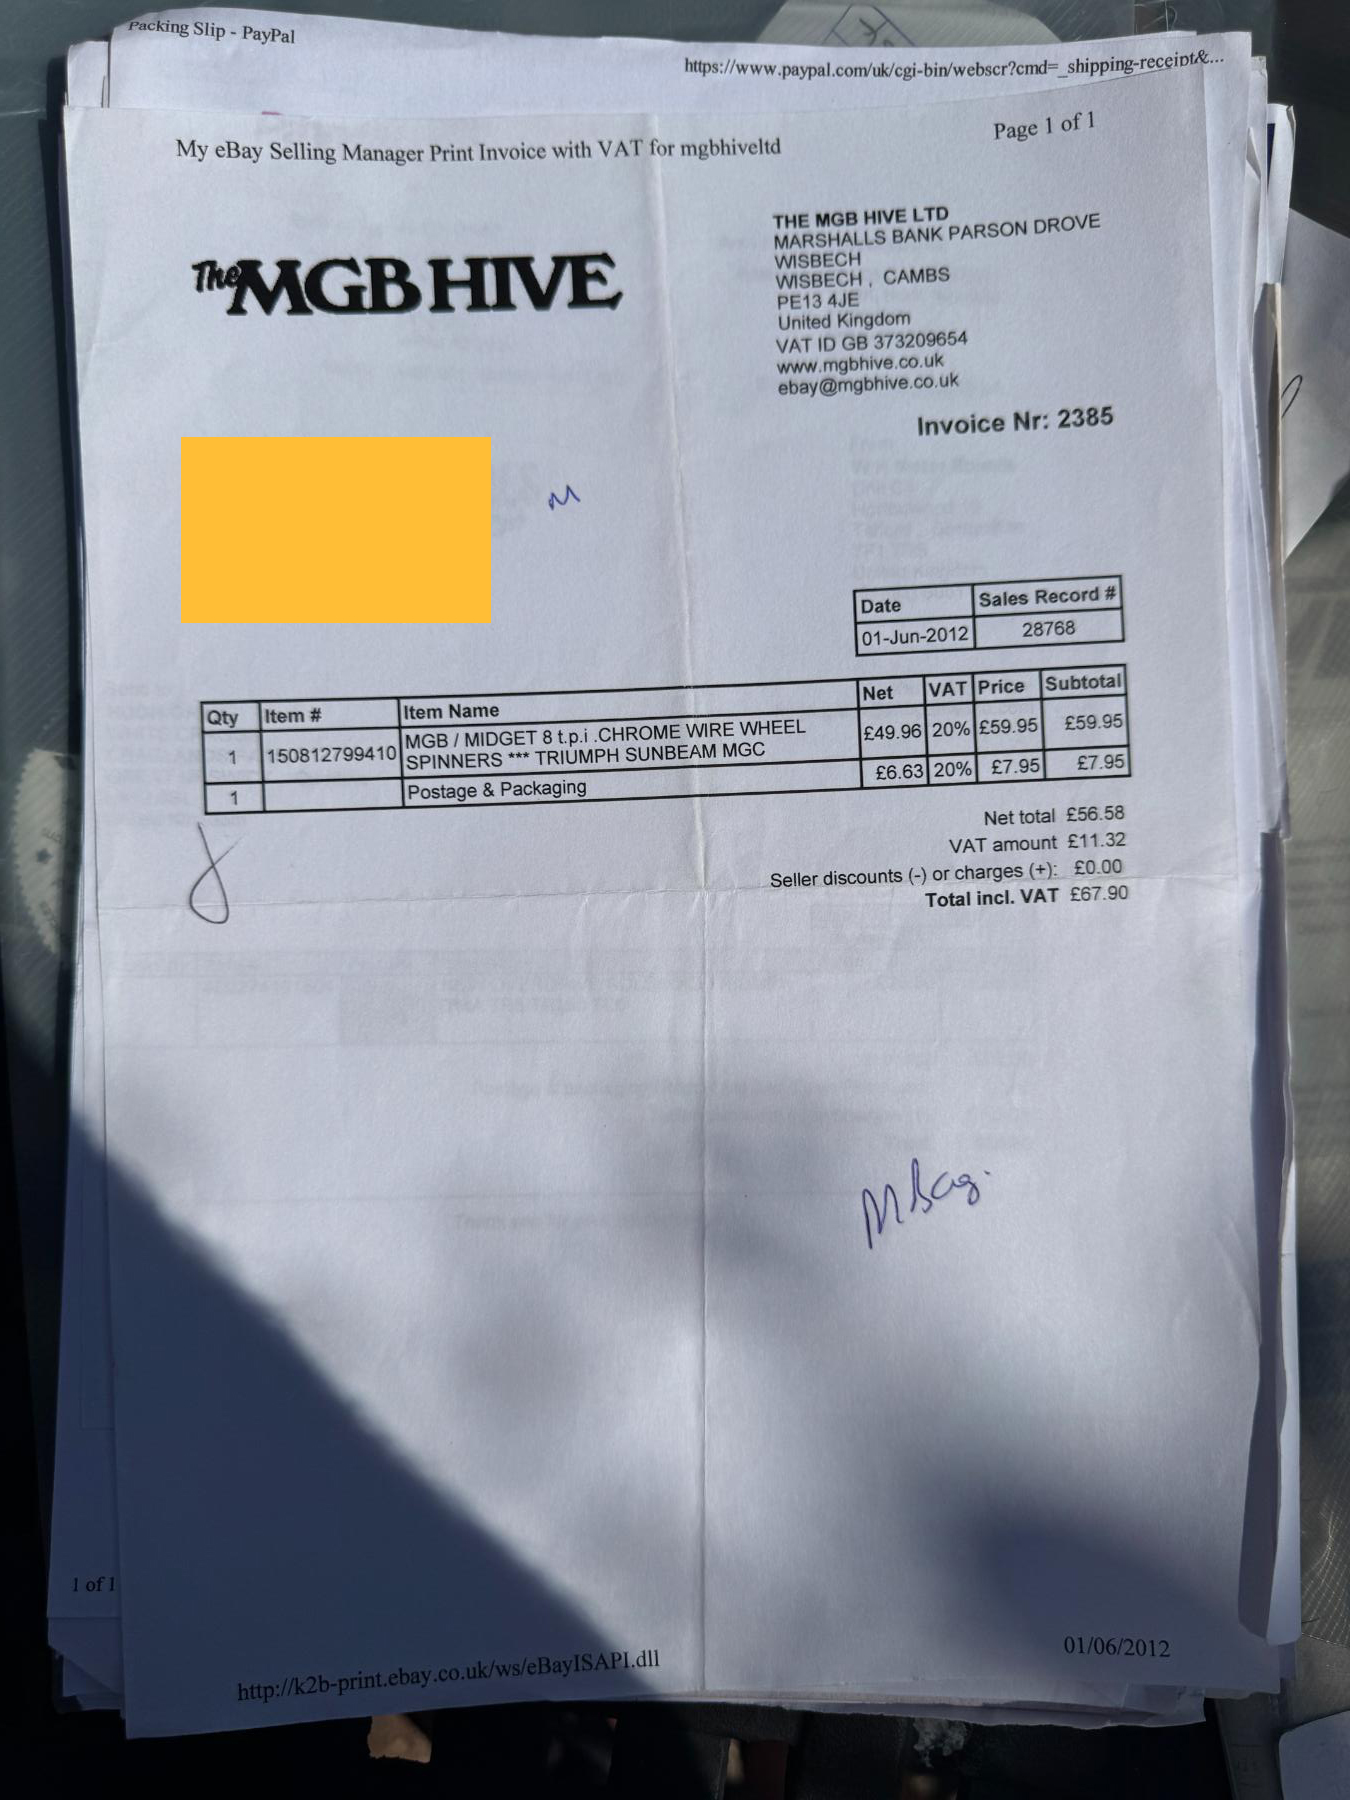 Packing Slip - PayPal
https://www.paypal.com/uk/cgi-bin/webscr?cmd=_shipping-receipt&...
My eBay Selling Manager Print Invoice with VAT for mgbhiveltd
Page 1 of 1
The MGB HIVE
THE MGB HIVE LTD
MARSHALLS BANK PARSON DROVE
WISBECH
WISBECH , CAMBS
PE13 4JE
United Kingdom
VAT ID GB 373209654
www.mgbhive.co.uk
ebay@mgbhive.co.uk
Invoice Nr: 2385
M
Date Sales Record #
01-Jun-2012 28768
Qty Item # Item Name Net VAT Price Subtotal
1 150812799410 MGB / MIDGET 8 t.p.i .CHROME WIRE WHEEL £49.96 20% £59.95 £59.95
SPINNERS *** TRIUMPH SUNBEAM MGC
1 Postage & Packaging £6.63 20% £7.95 £7.95
Net total £56.58
VAT amount £11.32
Seller discounts (-) or charges (+): £0.00
Total incl. VAT £67.90
1 of 1
http://k2b-print.ebay.co.uk/ws/eBayISAPI.dll
01/06/2012